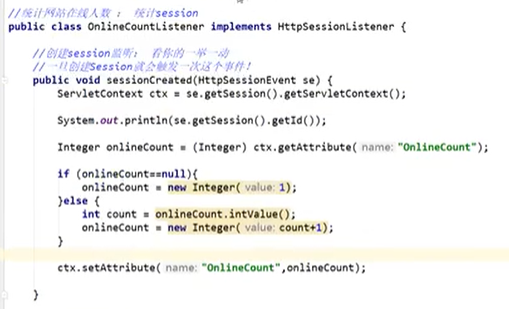 //统计网站在线人数 ： 统计session
public class OnlineCountListener implements HttpSessionListener {
//创建session监听： 看你的一举一动
//一旦创建Session就会触发一次这个事件！
public void sessionCreated(HttpSessionEvent se) {
ServletContext ctx = se.getSession().getServletContext();
System.out.println(se.getSession().getId());
Integer onlineCount = (Integer) ctx.getAttribute( name: "OnlineCount");
if (onlineCount==null){
onlineCount = new Integer( value: 1);
}else {
int count = onlineCount.intValue();
onlineCount = new Integer( value: count+1);
}
ctx.setAttribute( name: "OnlineCount",onlineCount);
}